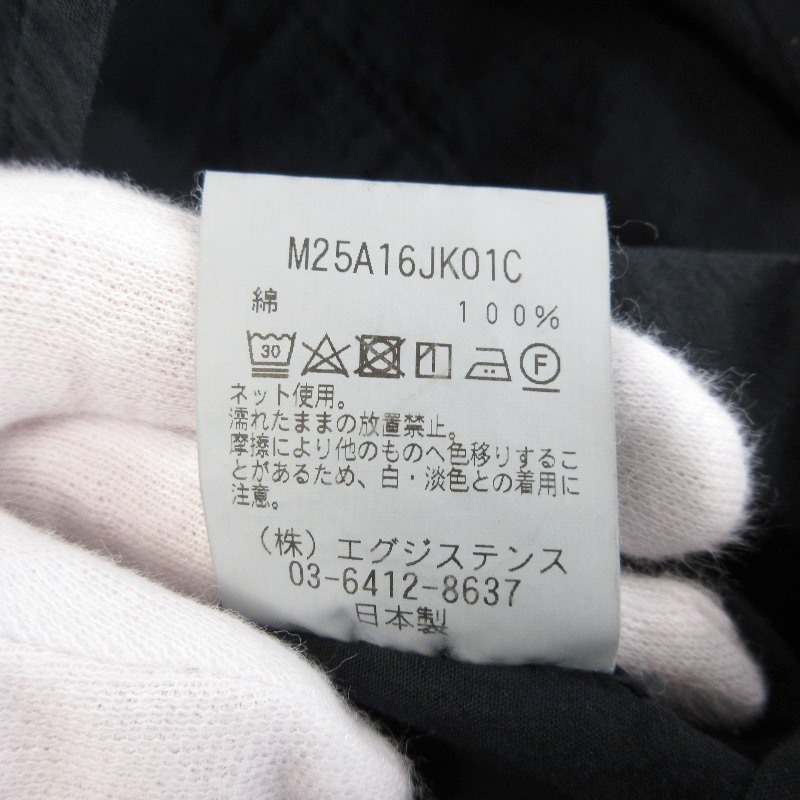 M25A16JK01C
綿 100%
30 F
ネット使用。
濡れたままの放置禁止。
摩擦により他のものへ色移りするこ
とがあるため、白・淡色との着用に
注意。
（株）エグジステンス
03-6412-8637
日本製